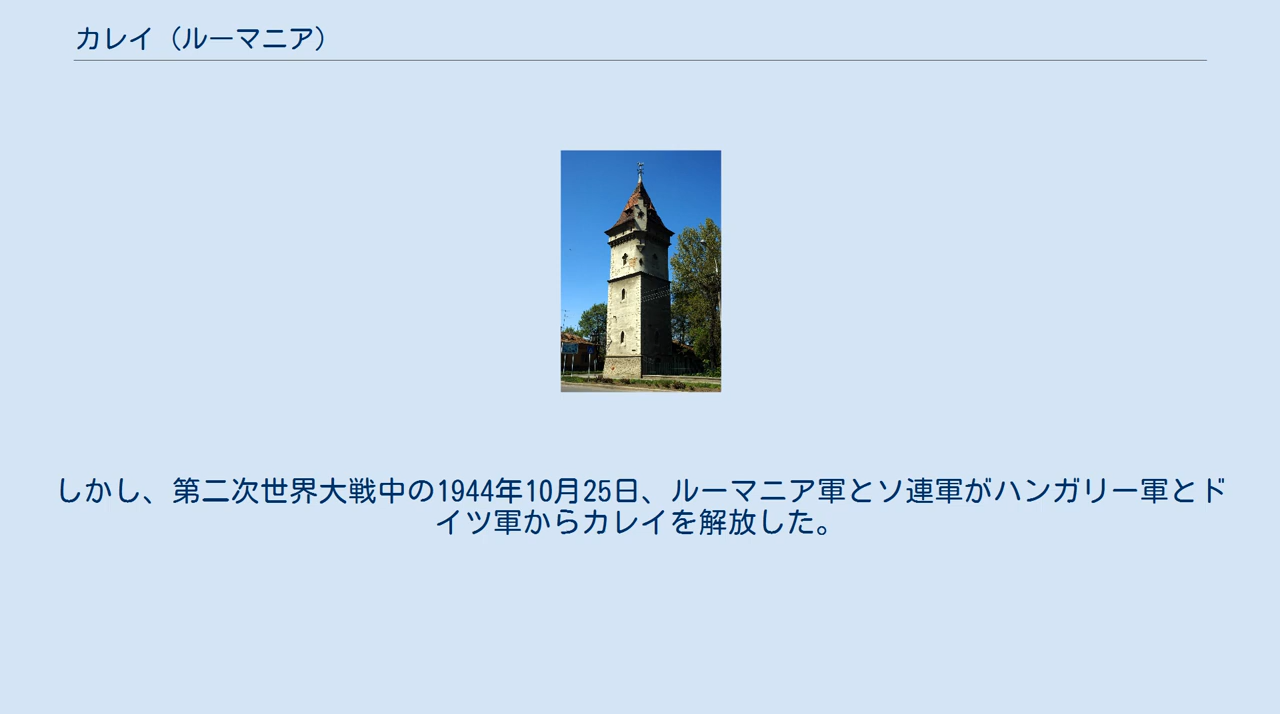 カレイ（ルーマニア）
しかし、第二次世界大戦中の1944年10月25日、ルーマニア軍とソ連軍がハンガリー軍とド
イツ軍からカレイを解放した。